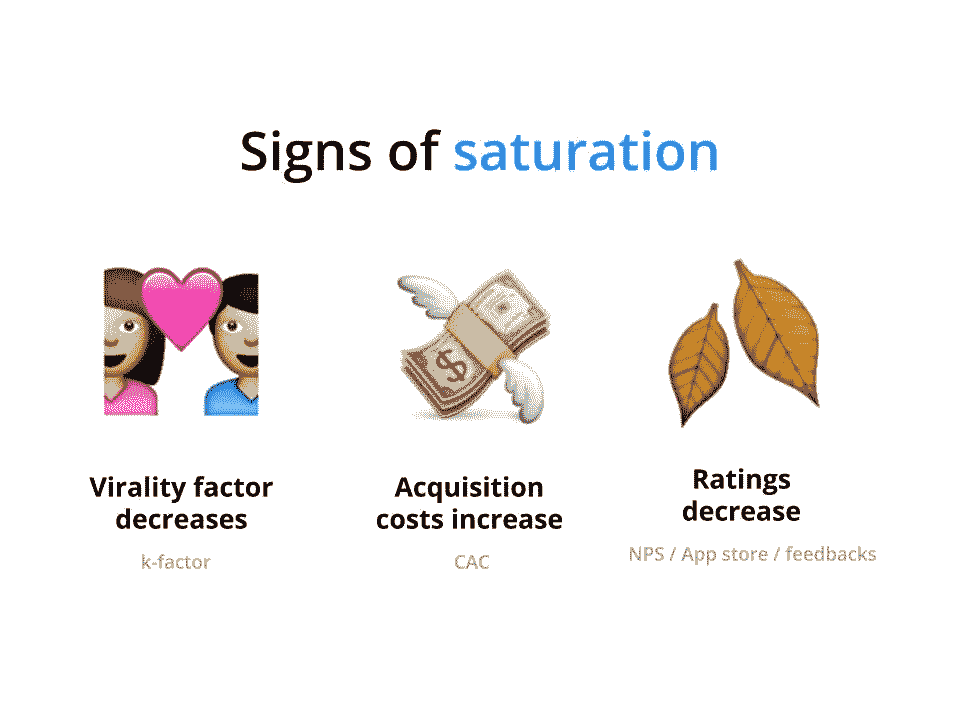 Signs of saturation
Virality factor
decreases
k-factor
Acquisition
costs increase
CAC
Ratings
decrease
NPS / App store / feedbacks